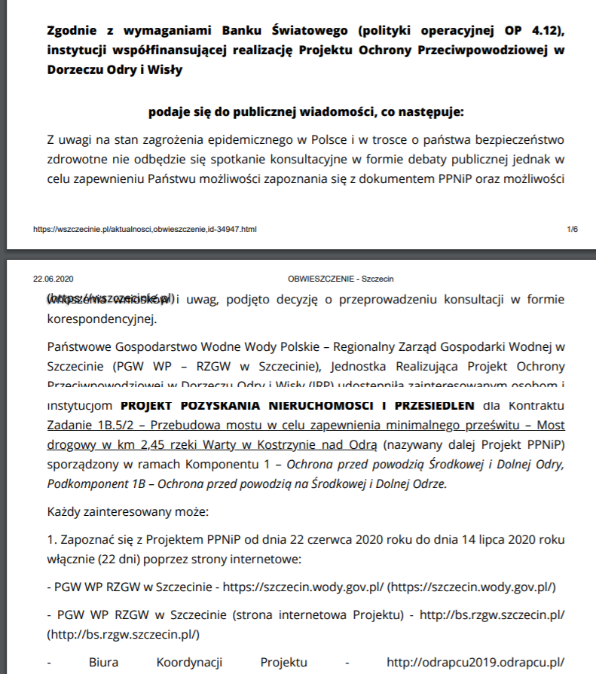 Zgodnie z wymaganiami Banku Światowego (polityki operacyjnej OP 4.12),
instytucji współfinansującej realizację Projektu Ochrony Przeciwpowodziowej w
Dorzeczu Odry i Wisły
podaje się do publicznej wiadomości, co następuje:
Z uwagi na stan zagrożenia epidemicznego w Polsce i w trosce o państwa bezpieczeństwo
zdrowotne nie odbędzie się spotkanie konsultacyjne w formie debaty publicznej jednak w
celu zapewnieniu Państwu możliwości zapoznania się z dokumentem PPNiP oraz możliwości
https://wszczecinie.pl/aktualnosci,obwieszczenie,id-34947.html 1/6
22.06.2020 OBWIESZCZENIE - Szczecin
(https://wszczecinie.pl)
wniesienia wniosków i uwag, podjęto decyzję o przeprowadzeniu konsultacji w formie
korespondencyjnej.
Państwowe Gospodarstwo Wodne Wody Polskie – Regionalny Zarząd Gospodarki Wodnej w
Szczecinie (PGW WP – RZGW w Szczecinie), Jednostka Realizująca Projekt Ochrony
Przeciwpowodziowej w Dorzeczu Odry i Wisły (JRP) udostępniła zainteresowanym osobom i
instytucjom PROJEKT POZYSKANIA NIERUCHOMOŚCI I PRZESIEDLEŃ dla Kontraktu
Zadanie 1B.5/2 – Przebudowa mostu w celu zapewnienia minimalnego prześwitu – Most
drogowy w km 2,45 rzeki Warty w Kostrzynie nad Odrą (nazywany dalej Projekt PPNiP)
sporządzony w ramach Komponentu 1 – Ochrona przed powodzią Środkowej i Dolnej Odry,
Podkomponent 1B – Ochrona przed powodzią na Środkowej i Dolnej Odrze.
Każdy zainteresowany może:
1. Zapoznać się z Projektem PPNiP od dnia 22 czerwca 2020 roku do dnia 14 lipca 2020 roku
włącznie (22 dni) poprzez strony internetowe:
- PGW WP RZGW w Szczecinie - https://szczecin.wody.gov.pl/ (https://szczecin.wody.gov.pl/)
- PGW WP RZGW w Szczecinie (strona internetowa Projektu) - http://bs.rzgw.szczecin.pl/
(http://bs.rzgw.szczecin.pl/)
- Biura Koordynacji Projektu - http://odrapcu2019.odrapcu.pl/